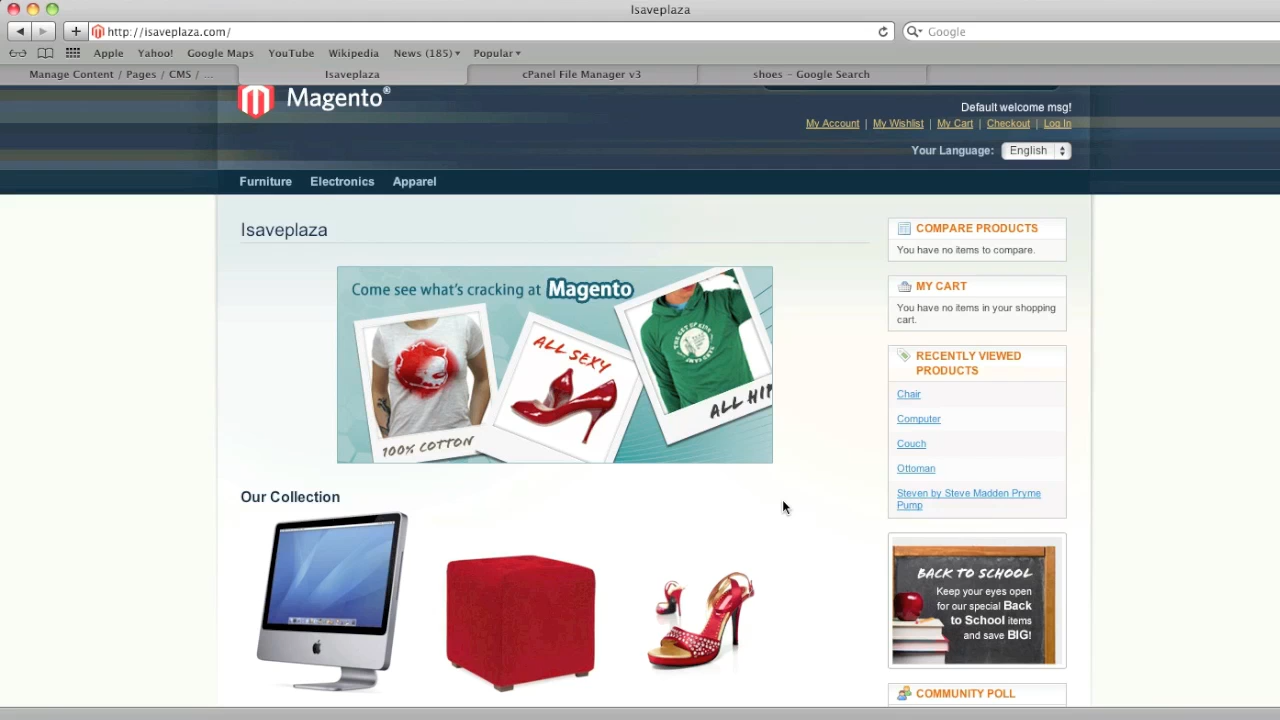 Isaveplaza
http://isaveplaza.com/
Google
Apple Yahoo! Google Maps YouTube Wikipedia News (185) Popular
Manage Content / Pages / CMS / ...
Isaveplaza
cPanel File Manager v3
shoes – Google Search
Magento®
Default welcome msg!
My Account | My Wishlist | My Cart | Checkout | Log In
Your Language: English
Furniture Electronics Apparel
Isaveplaza
Come see what's cracking at Magento
100% COTTON
ALL SEXY
ALL HIP
Our Collection
COMPARE PRODUCTS
You have no items to compare.
MY CART
You have no items in your shopping
cart.
RECENTLY VIEWED
PRODUCTS
Chair
Computer
Couch
Ottoman
Steven by Steve Madden Pryme
Pump
BACK TO SCHOOL
Keep your eyes open
for our special Back
to School items
and save BIG!
COMMUNITY POLL